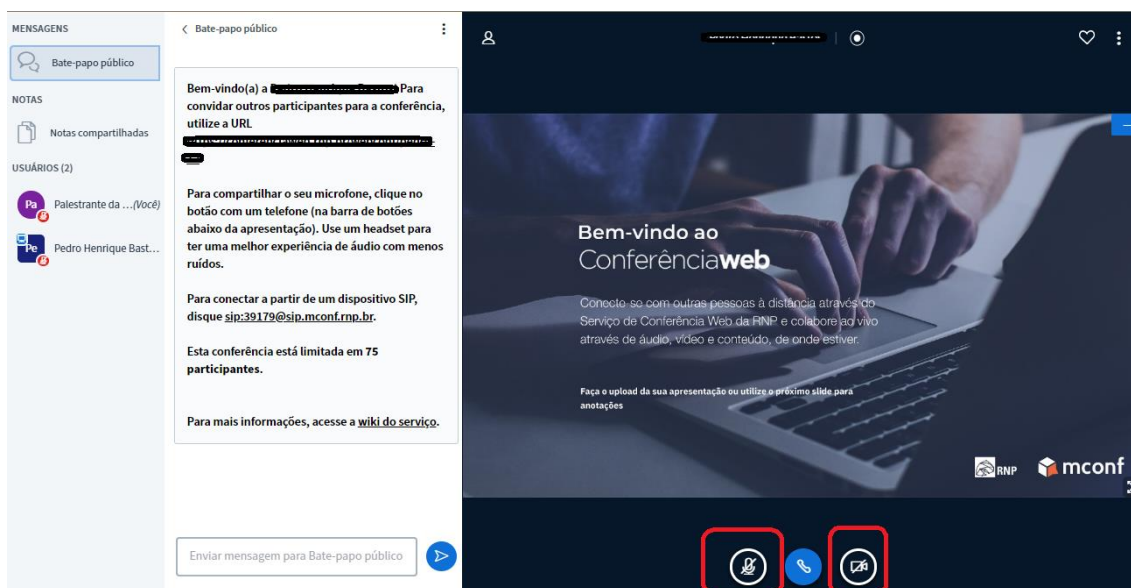 MENSAGENS
Bate-papo público
NOTAS
Notas compartilhadas
USUÁRIOS (2)
Pa
Palestrante da ...(Você)
Pe
Pedro Henrique Bast...
Bate-papo público
Bem-vindo(a) a Para
convidar outros participantes para a conferência,
utilize a URL
Para compartilhar o seu microfone, clique no
botão com um telefone (na barra de botões
abaixo da apresentação). Use um headset para
ter uma melhor experiência de áudio com menos
ruídos.
Para conectar a partir de um dispositivo SIP,
disque sip:39179@sip.mconf.rnp.br.
Esta conferência está limitada em 75
participantes.
Para mais informações, acesse a wiki do serviço.
Enviar mensagem para Bate-papo público
Bem-vindo ao
Conferênciaweb
Conecte-se com outras pessoas à distância através do
Serviço de Conferência Web da RNP e colabore ao vivo
através de áudio, vídeo e conteúdo, de onde estiver.
Faça o upload da sua apresentação ou utilize o próximo slide para
anotações
RNP
mconf